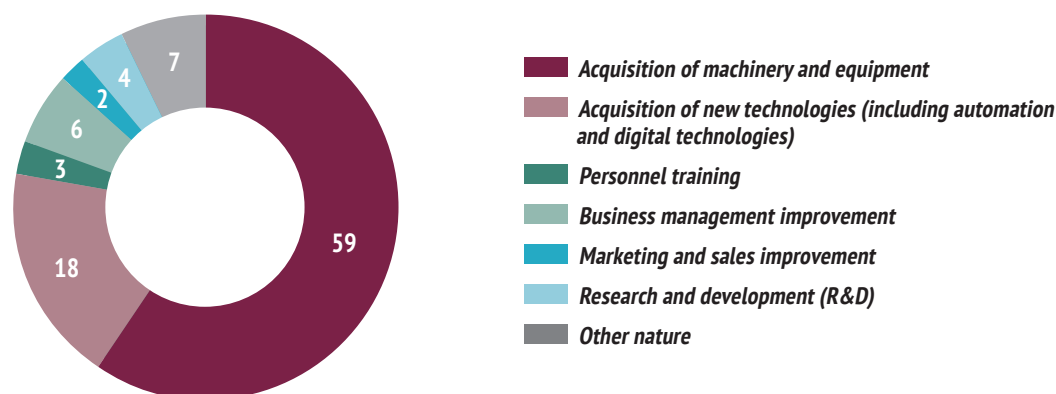 7
4
2
6
3
18
59
Acquisition of machinery and equipment
Acquisition of new technologies (including automation
and digital technologies)
Personnel training
Business management improvement
Marketing and sales improvement
Research and development (R&D)
Other nature